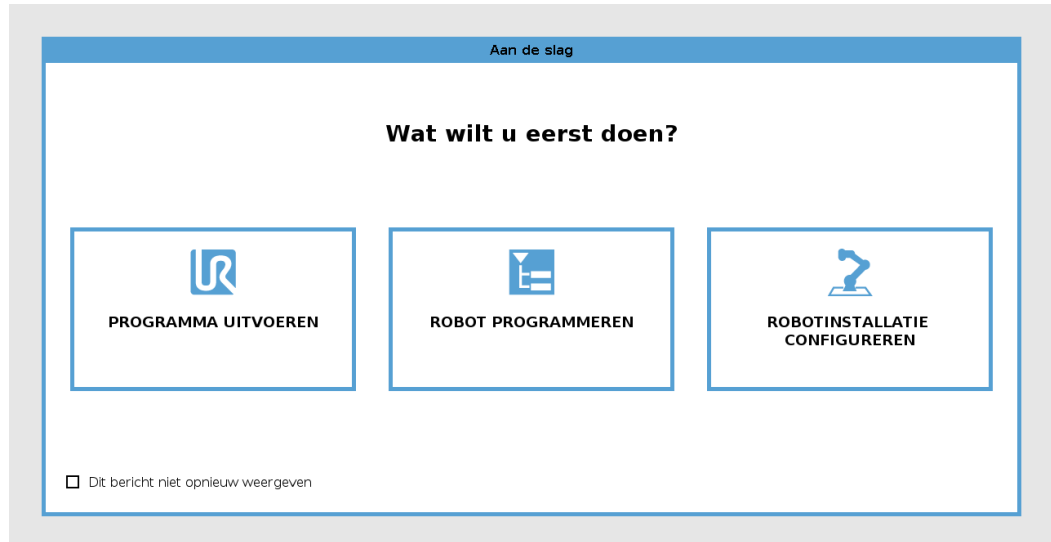 Aan de slag
Wat wilt u eerst doen?
PROGRAMMA UITVOEREN
ROBOT PROGRAMMEREN
ROBOTINSTALLATIE
CONFIGUREREN
Dit bericht niet opnieuw weergeven